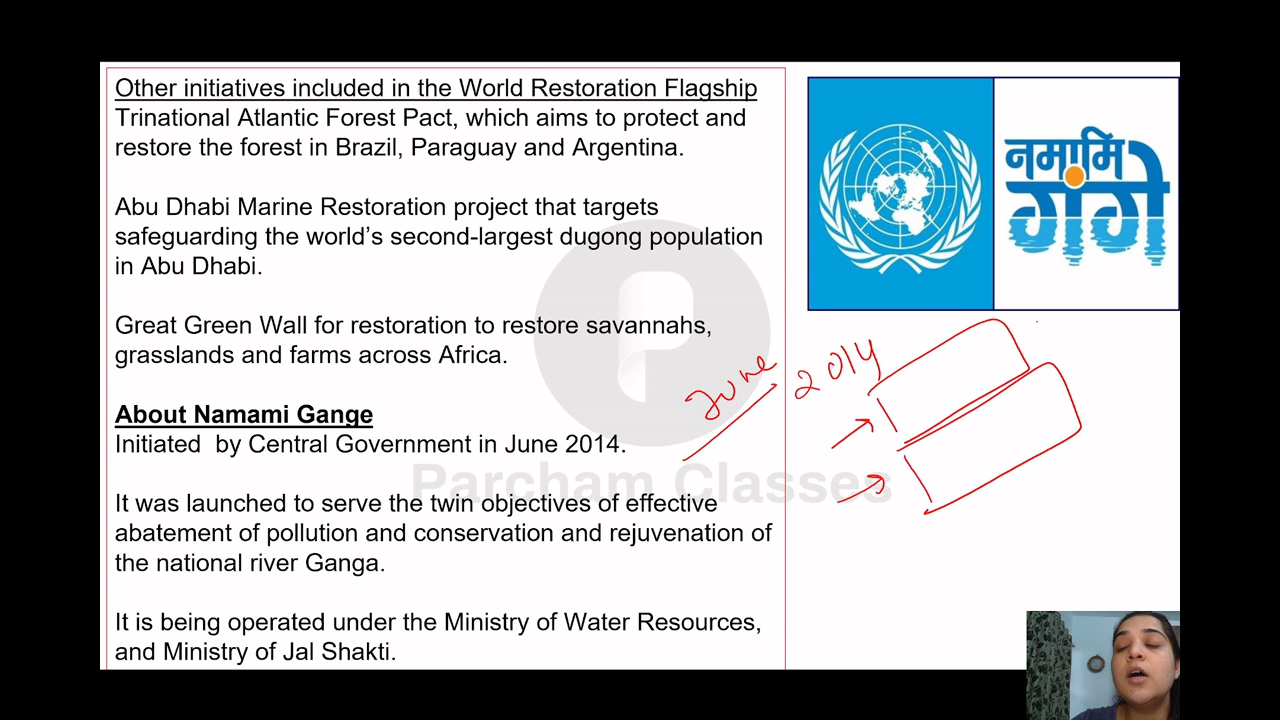 Other initiatives included in the World Restoration Flagship
Trinational Atlantic Forest Pact, which aims to protect and
restore the forest in Brazil, Paraguay and Argentina.
Abu Dhabi Marine Restoration project that targets
safeguarding the world’s second-largest dugong population
in Abu Dhabi.
Great Green Wall for restoration to restore savannahs,
grasslands and farms across Africa.
About Namami Gange
Initiated by Central Government in June 2014.
It was launched to serve the twin objectives of effective
abatement of pollution and conservation and rejuvenation of
the national river Ganga.
It is being operated under the Ministry of Water Resources,
and Ministry of Jal Shakti.
नमामि
गंगे
June 2014
Parcham Classes